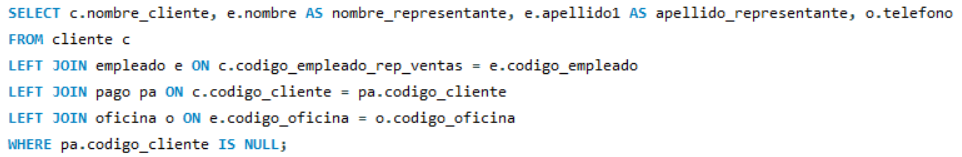 SELECT c.nombre_cliente, e.nombre AS nombre_representante, e.apellido1 AS apellido_representante, o.telefono
FROM cliente c
LEFT JOIN empleado e ON c.codigo_empleado_rep_ventas = e.codigo_empleado
LEFT JOIN pago pa ON c.codigo_cliente = pa.codigo_cliente
LEFT JOIN oficina o ON e.codigo_oficina = o.codigo_oficina
WHERE pa.codigo_cliente IS NULL;